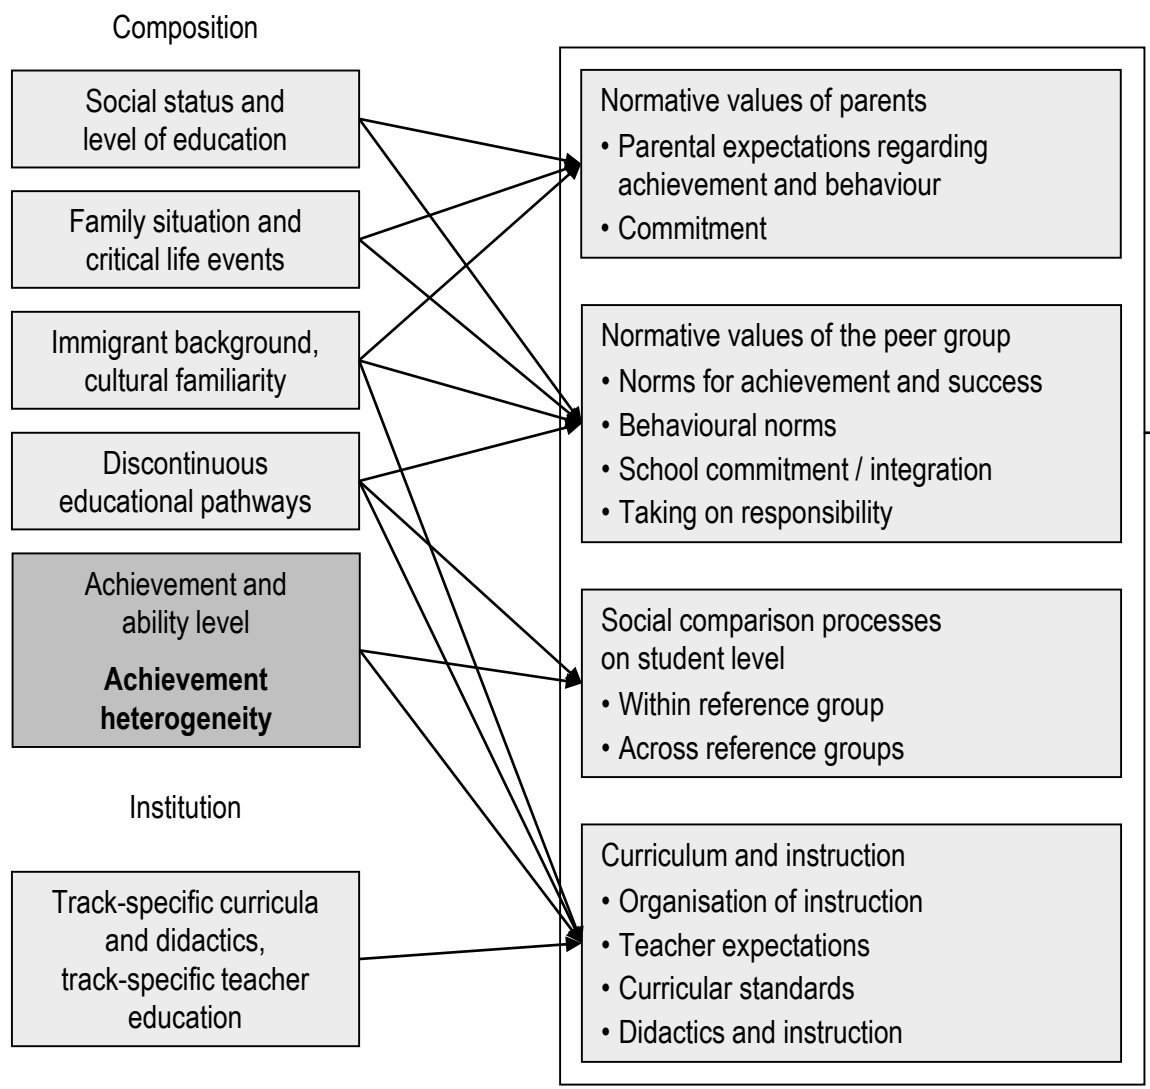 Composition
Social status and
level of education
Family situation and
critical life events
Immigrant background,
cultural familiarity
Discontinuous
educational pathways
Achievement and
ability level
Achievement
heterogeneity
Institution
Track-specific curricula
and didactics,
track-specific teacher
education
Normative values of parents
• Parental expectations regarding
achievement and behaviour
• Commitment
Normative values of the peer group
• Norms for achievement and success
• Behavioural norms
• School commitment / integration
• Taking on responsibility
Social comparison processes
on student level
• Within reference group
• Across reference groups
Curriculum and instruction
• Organisation of instruction
• Teacher expectations
• Curricular standards
• Didactics and instruction